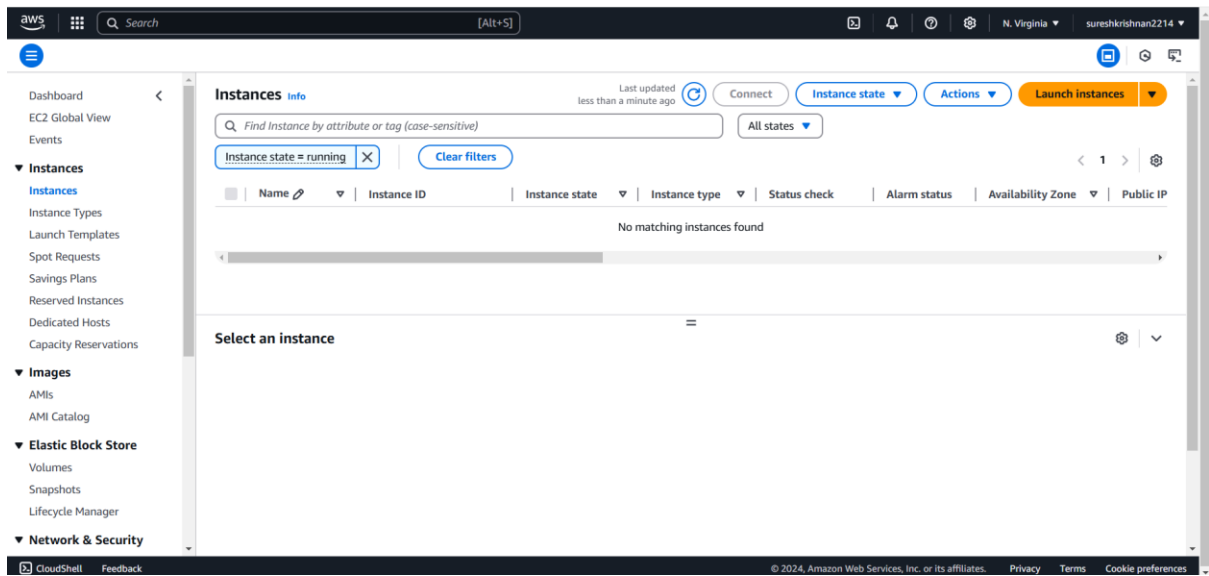 aws Search [Alt+S] N. Virginia sureshkrishnan2214
Dashboard
EC2 Global View
Events
Instances
Instances
Instance Types
Launch Templates
Spot Requests
Savings Plans
Reserved Instances
Dedicated Hosts
Capacity Reservations
Images
AMIs
AMI Catalog
Elastic Block Store
Volumes
Snapshots
Lifecycle Manager
Network & Security
Instances Info
Last updated
less than a minute ago
Connect Instance state Actions Launch instances
Find Instance by attribute or tag (case-sensitive) All states
Instance state = running Clear filters 1
Name Instance ID Instance state Instance type Status check Alarm status Availability Zone Public IP
No matching instances found
Select an instance
CloudShell Feedback © 2024, Amazon Web Services, Inc. or its affiliates. Privacy Terms Cookie preferences